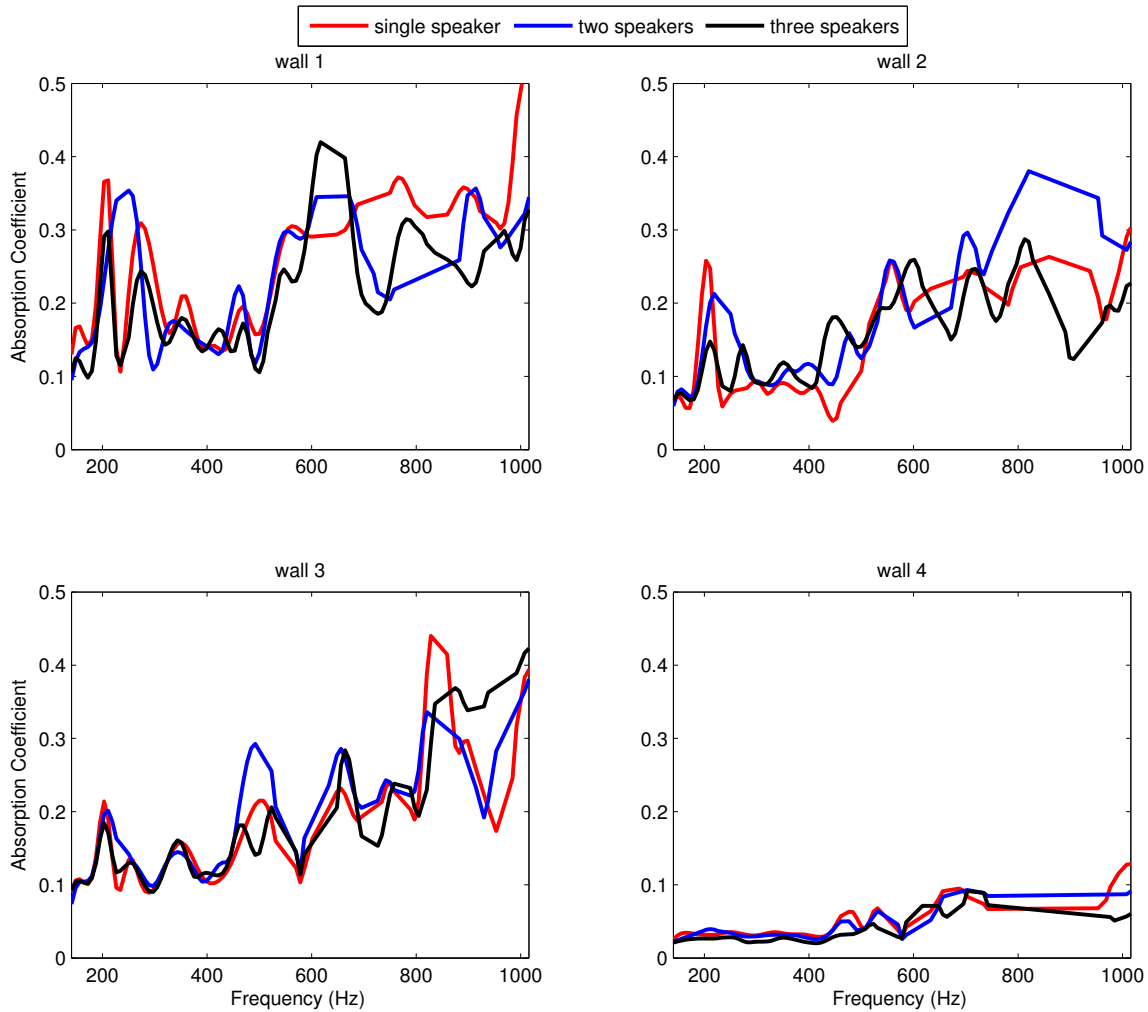 single speaker two speakers three speakers
wall 1
wall 2
0.5
0.4
0.3
0.2
0.1
0
Absorption Coefficient
200 400 600 800 1000
0.5
0.4
0.3
0.2
0.1
0
200 400 600 800 1000
wall 3
wall 4
0.5
0.4
0.3
0.2
0.1
0
Absorption Coefficient
200 400 600 800 1000
Frequency (Hz)
0.5
0.4
0.3
0.2
0.1
0
200 400 600 800 1000
Frequency (Hz)